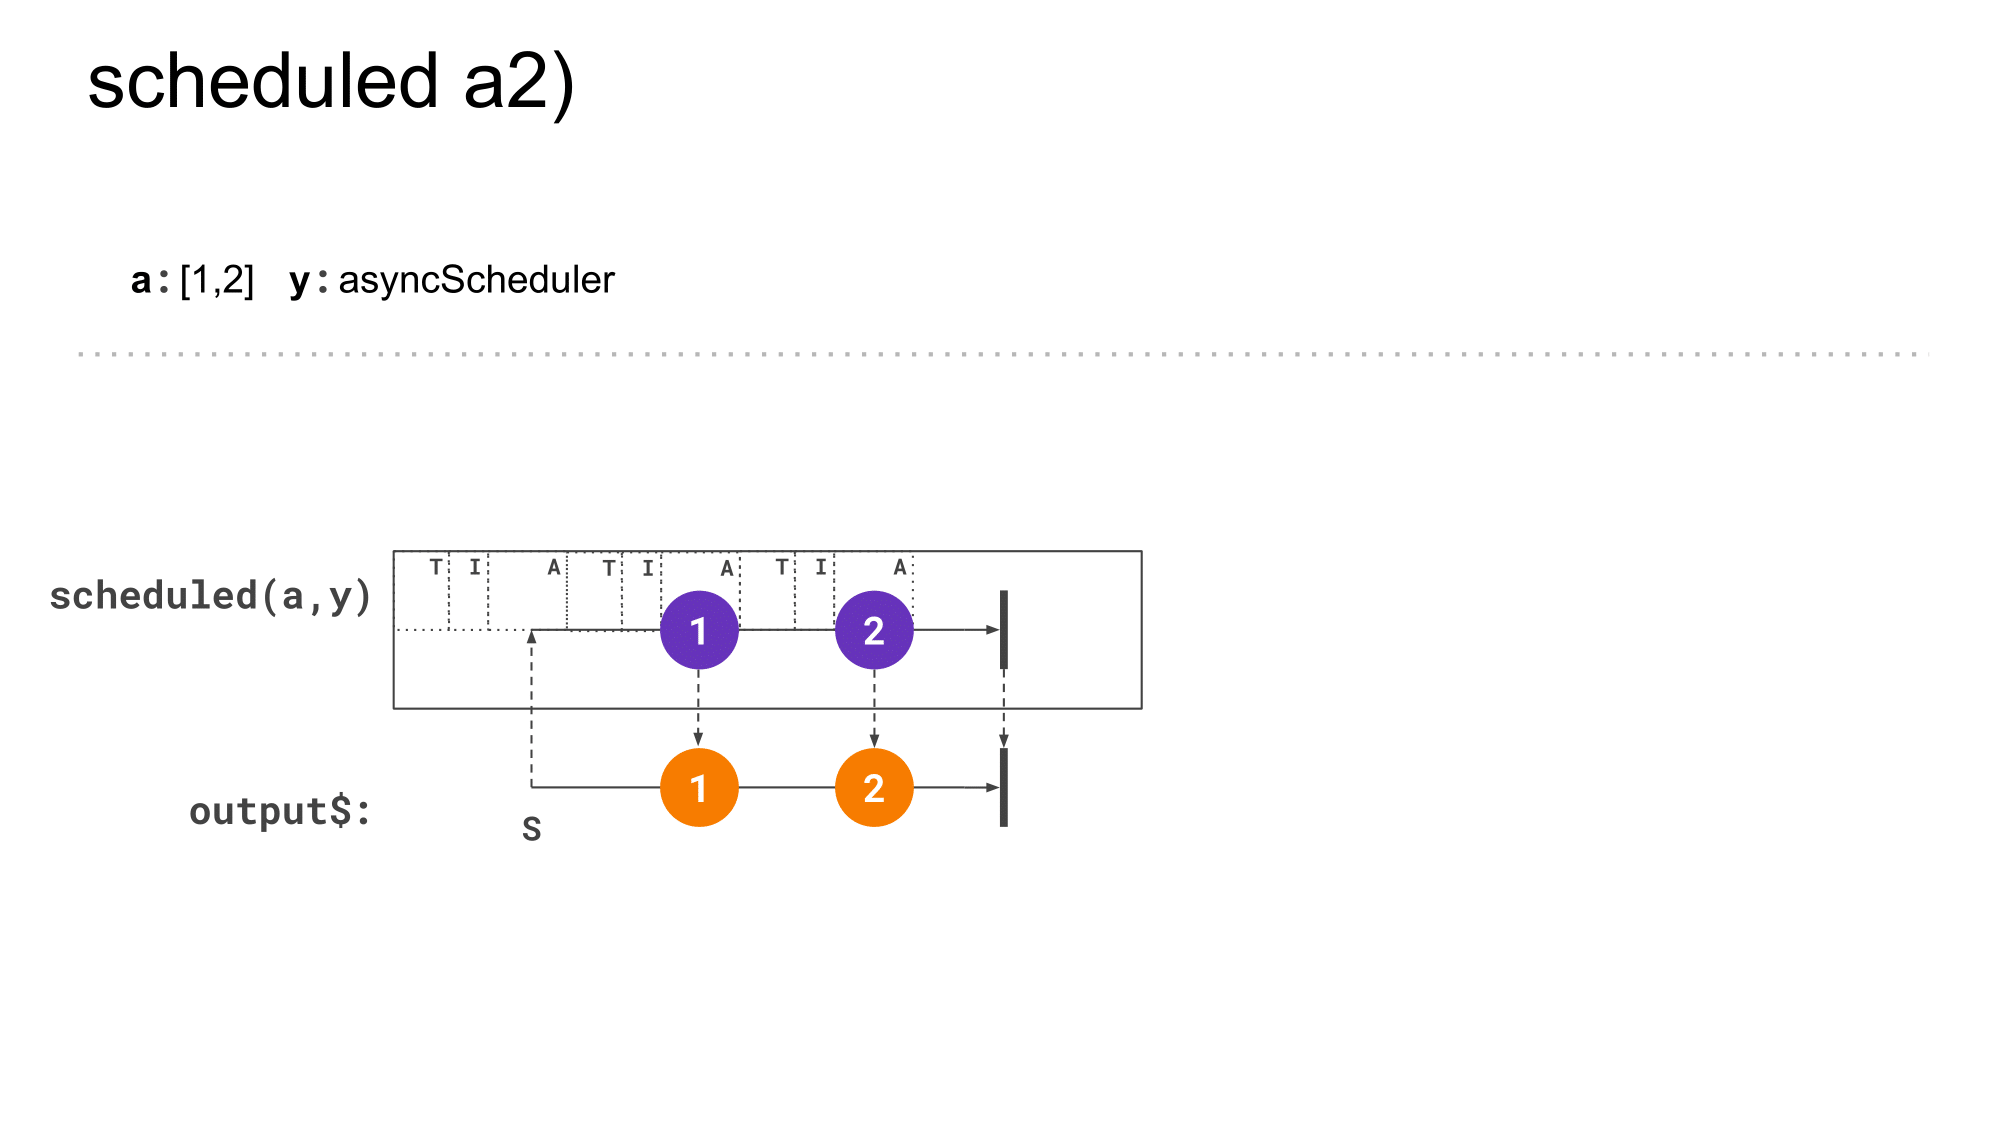 scheduled a2)
a: [1,2] y: asyncScheduler
T I A T I A T I A
scheduled(a,y)
1 2
1 2
output$:
S